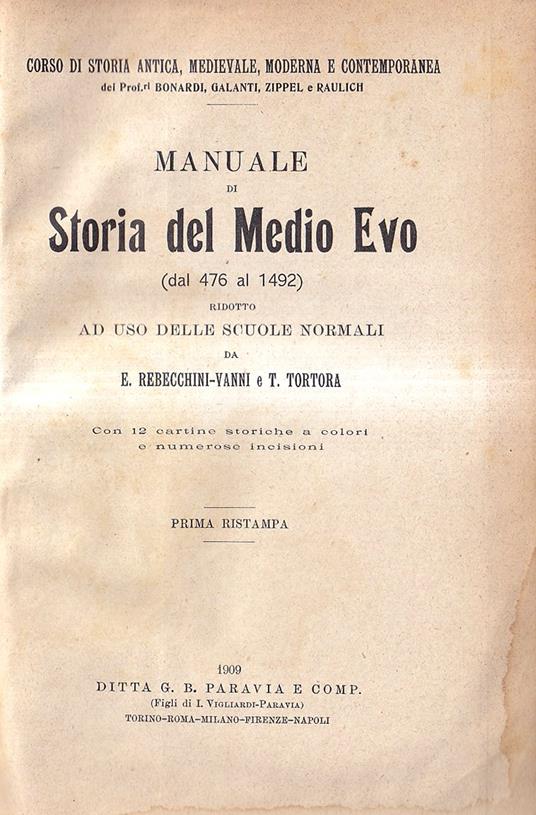 CORSO DI STORIA ANTICA, MEDIEVALE, MODERNA E CONTEMPORANEA
dei Prof.ri BONARDI, GALANTI, ZIPPEL e RAULICH
MANUALE
DI
Storia del Medio Evo
(dal 476 al 1492)
RIDOTTO
AD USO DELLE SCUOLE NORMALI
DA
E. REBECCHINI-VANNI e T. TORTORA
Con 12 cartine storiche a colori
e numerose incisioni
PRIMA RISTAMPA
1909
DITTA G. B. PARAVIA E COMP.
(Figli di I. VIGLIARDI-PARAVIA)
TORINO-ROMA-MILANO-FIRENZE-NAPOLI